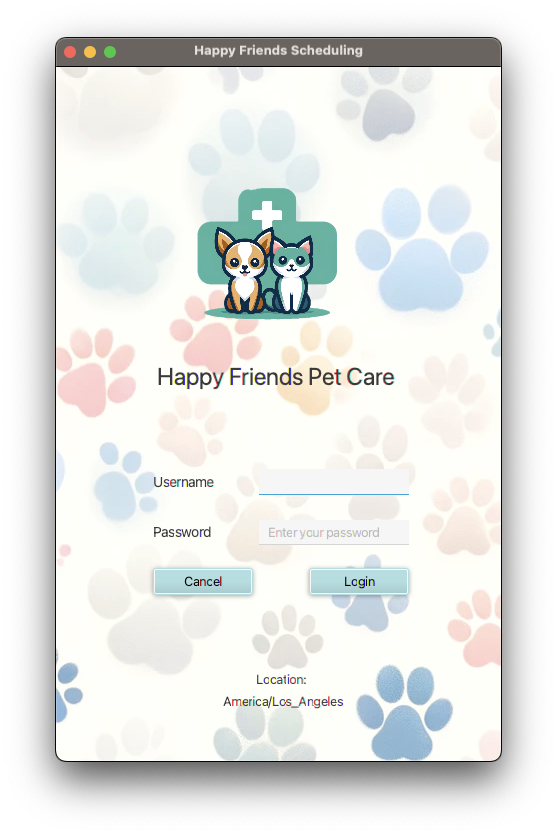 Happy Friends Scheduling
Happy Friends Pet Care
Username
Password Enter your password
Cancel Login
Location:
America/Los_Angeles